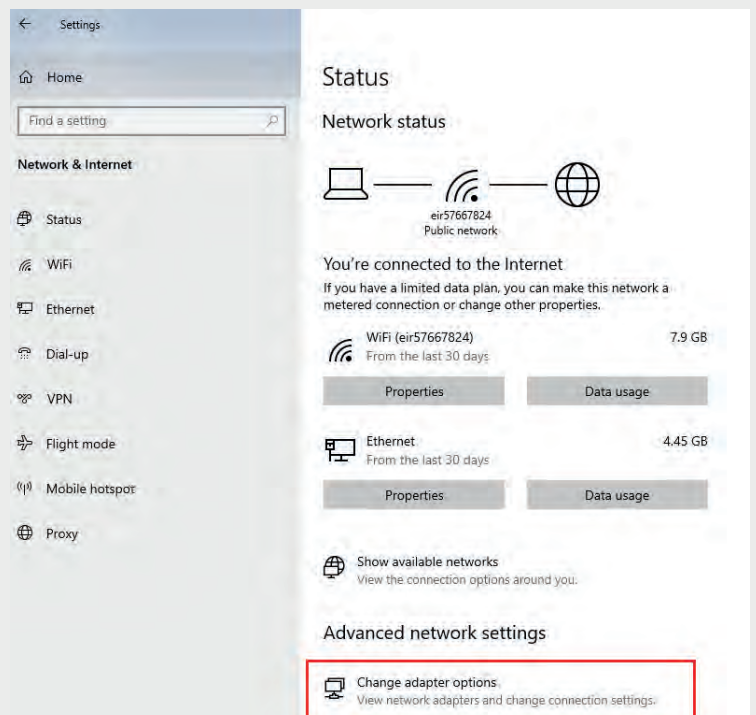 Settings
Home
Find a setting
Network & Internet
Status
WiFi
Ethernet
Dial-up
VPN
Flight mode
Mobile hotspot
Proxy
Status
Network status
eir57667824
Public network
You're connected to the Internet
If you have a limited data plan, you can make this network a
metered connection or change other properties.
WiFi (eir57667824) 7.9 GB
From the last 30 days
Properties Data usage
Ethernet 4.45 GB
From the last 30 days
Properties Data usage
Show available networks
View the connection options around you.
Advanced network settings
Change adapter options
View network adapters and change connection settings.